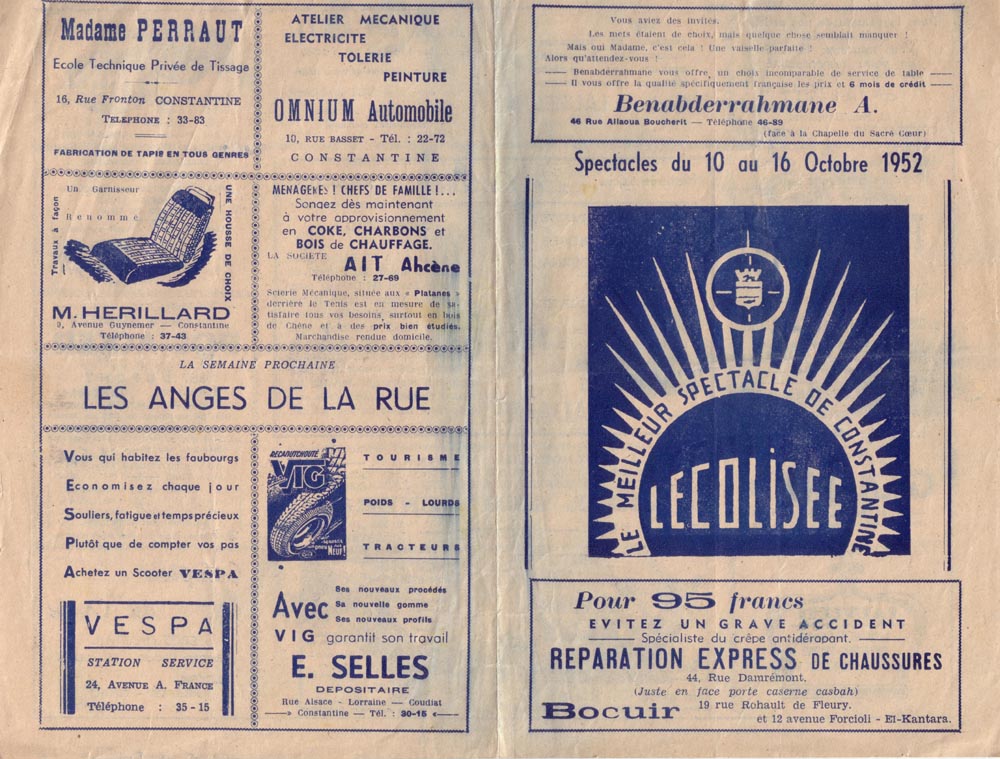 Madame PERRAUT
Ecole Technique Privée de Tissage
16, Rue Fronton CONSTANTINE
TELEPHONE : 33-83
FABRICATION DE TAPIS EN TOUS GENRES
ATELIER MECANIQUE
ELECTRICITE
TOLERIE
PEINTURE
OMNIUM Automobile
10, RUE BASSET - Tél. : 22-72
CONSTANTINE
Un Garnisseur
Renommé
Travaux à façon
UNE HOUSSE DE CHOIX
M. HERILLARD
9, Avenue Guynemer — Constantine
Téléphone : 37-43
MENAGERES ! CHEFS DE FAMILLE !...
Songez dès maintenant
à votre approvisionnement
en COKE, CHARBONS et
BOIS de CHAUFFAGE.
LA SOCIETE AIT Ahcène
Téléphone : 27-69
Scierie Mécanique, située aux « Platanes »
derrière le Tenis est en mesure de sa-
tisfaire tous vos besoins surtout en bois
de Chêne et à des prix bien étudiés.
Marchandise rendue domicile.
LA SEMAINE PROCHAINE
LES ANGES DE LA RUE
Vous qui habitez les faubourgs
Economisez chaque jour
Souliers, fatigue et temps précieux
Plutôt que de compter vos pas
Achetez un Scooter VESPA
VESPA
STATION SERVICE
24, AVENUE A. FRANCE
Téléphone : 35-15
RECAOUTCHOUTÉ
VIG
NEUF!
TOURISME
POIDS - LOURDS
TRACTEURS
Avec
Ses nouveaux procédés
Sa nouvelle gomme
Ses nouveaux profils
VIG garantit son travail
E. SELLES
DEPOSITAIRE
Rue Alsace - Lorraine — Coudiat
—» Constantine — Tél. : 30-15 «—
Vous aviez des invités.
Les mets étaient de choix, mais quelque chose semblait manquer !
Mais oui Madame, c'est cela ! Une vaiselle parfaite !
Alors qu'attendez-vous !
— Benabderrahmane vous offre un choix incomparable de service de table —
— Il vous offre la qualité spécifiquement française les prix et 6 mois de crédit —
Benabderrahmane A.
46 Rue Allaoua Boucherit — Téléphone 46-89
(face à la Chapelle du Sacré Cœur)
Spectacles du 10 au 16 Octobre 1952
LE MEILLEUR SPECTACLE DE CONSTANTINE
LECOLISEE
Pour 95 francs
EVITEZ UN GRAVE ACCIDENT
— Spécialiste du crêpe antidérapant. —
REPARATION EXPRESS DE CHAUSSURES
44, Rue Damrémont.
(Juste en face porte caserne casbah)
Bocuir 19 rue Rohault de Fleury.
et 12 avenue Forcioli - El-Kantara.